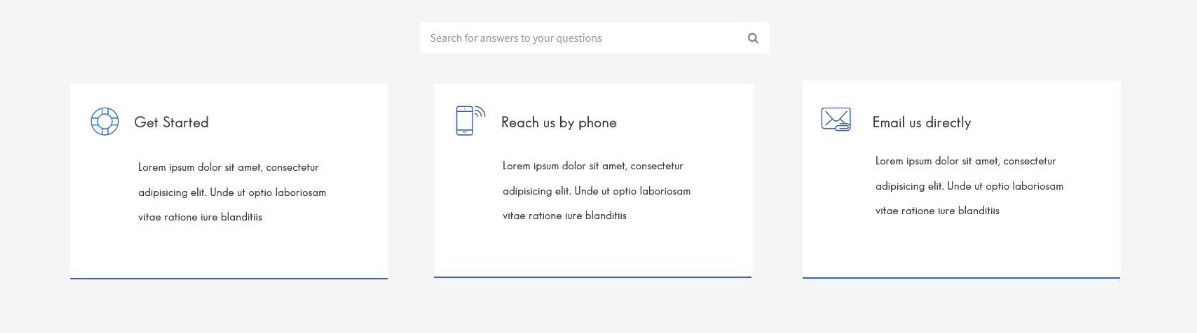 Search for answers to your questions
Get Started
Lorem ipsum dolor sit amet, consectetur
adipisicing elit. Unde ut optio laboriosam
vitae ratione iure blanditiis
Reach us by phone
Lorem ipsum dolor sit amet, consectetur
adipisicing elit. Unde ut optio laboriosam
vitae ratione iure blanditiis
Email us directly
Lorem ipsum dolor sit amet, consectetur
adipisicing elit. Unde ut optio laboriosam
vitae ratione iure blanditiis